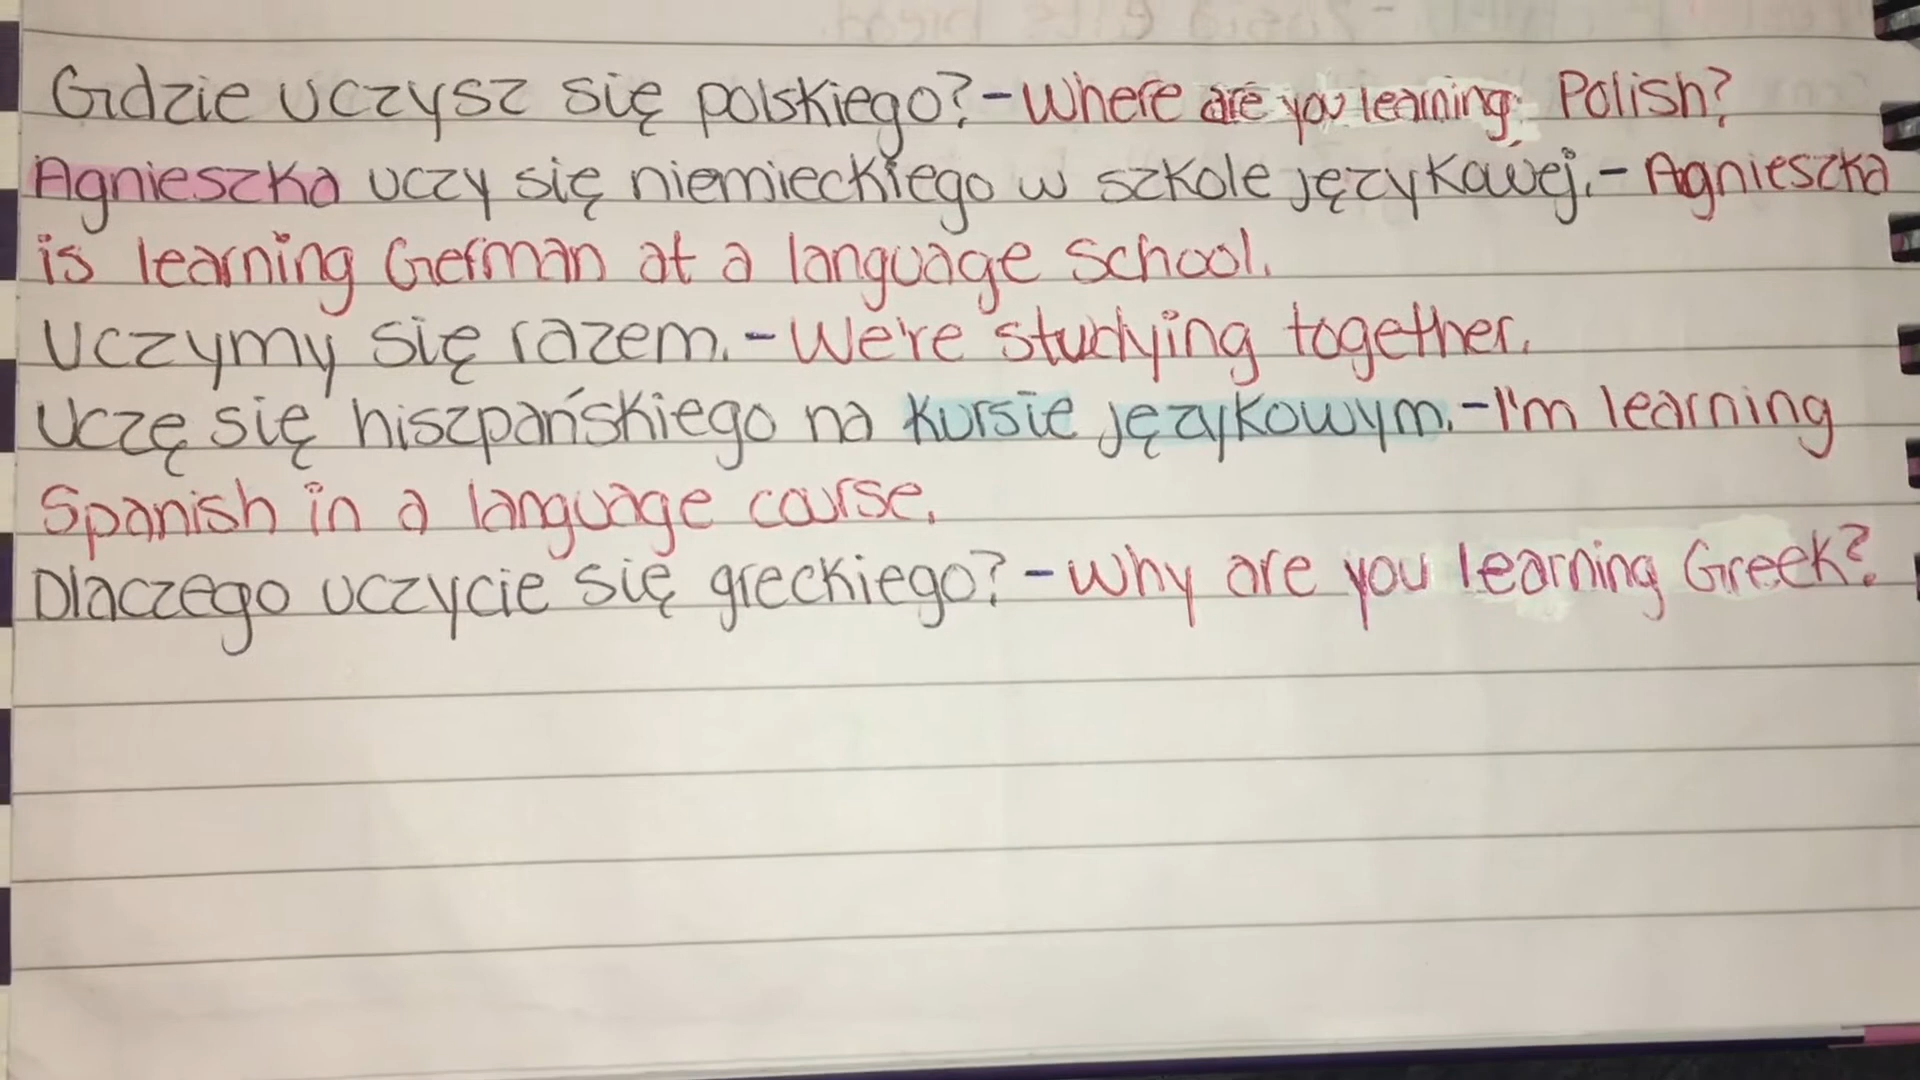 Gdzie uczysz się polskiego?-Where are you learning Polish?
Agnieszka uczy się niemieckiego w szkole językowej.- Agnieszka
is learning German at a language school.
Uczymy się razem.-We're studying together.
Uczę się hiszpańskiego na kursie językowym.-I'm learning
Spanish in a language course.
Dlaczego uczycie się greckiego?-Why are you learning Greek?